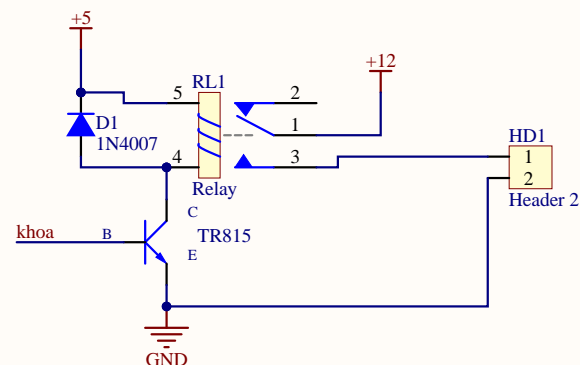 +5
RL1
+12
5
2
D1
1N4007
1
HD1
4
3
1
2
Relay
Header 2
C
khoa
B
TR815
E
GND